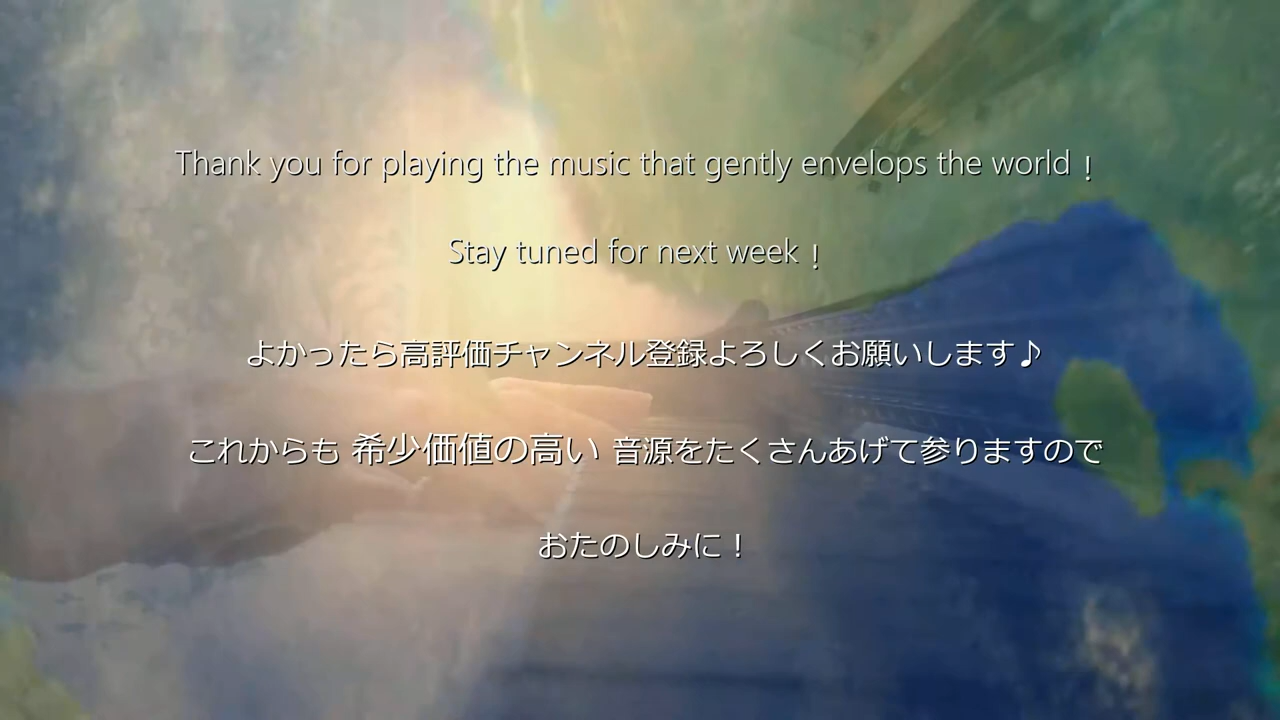 Thank you for playing the music that gently envelops the world！
Stay tuned for next week！
よかったら高評価チャンネル登録よろしくお願いします♪
これからも 希少価値の高い 音源をたくさんあげて参りますので
おたのしみに！